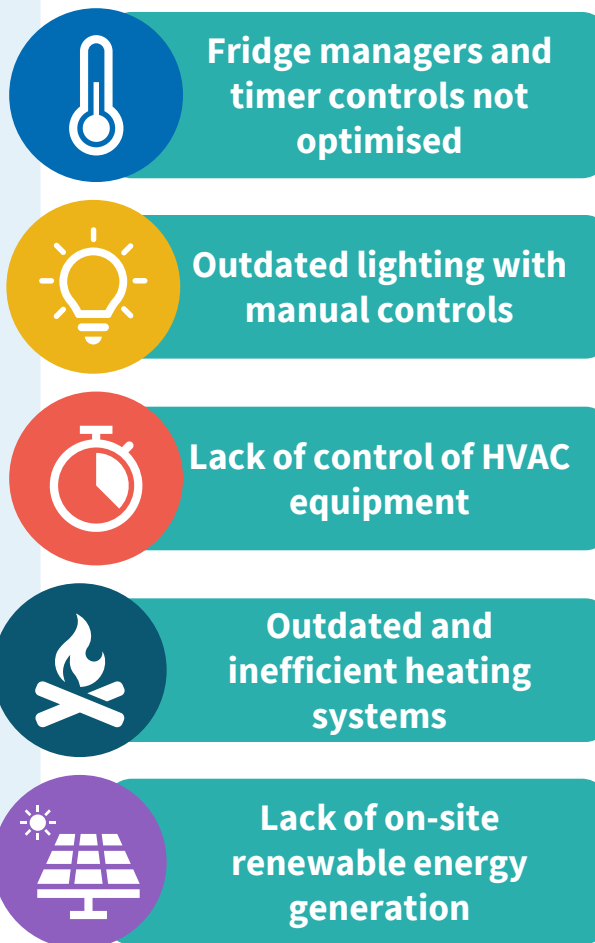 Fridge managers and
timer controls not
optimised
Outdated lighting with
manual controls
Lack of control of HVAC
equipment
Outdated and
inefficient heating
systems
Lack of on-site
renewable energy
generation